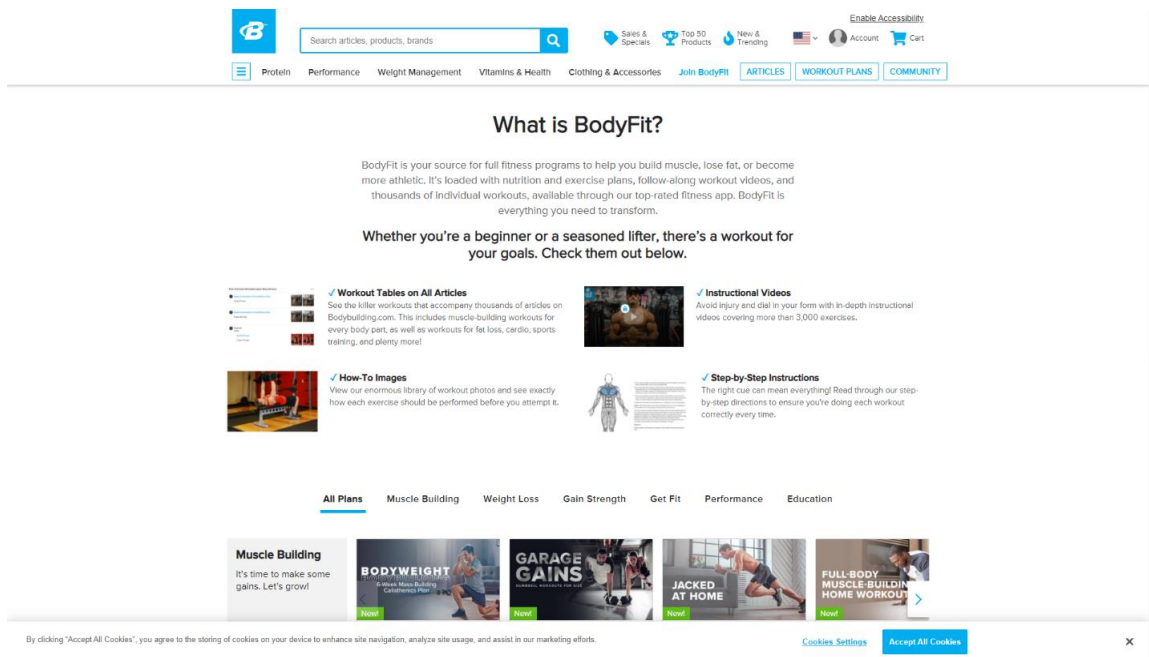 Enable Accessibility
B
Search articles, products, brands
Sales &
Specials
Top 50
Products
New &
Trending
Account
Cart
Protein
Performance
Weight Management
Vitamins & Health
Clothing & Accessories
Join BodyFit
ARTICLES
WORKOUT PLANS
COMMUNITY
What is BodyFit?
BodyFit is your source for full fitness programs to help you build muscle, lose fat, or become
more athletic. It's loaded with nutrition and exercise plans, follow-along workout videos, and
thousands of individual workouts, available through our top-rated fitness app. BodyFit is
everything you need to transform.
Whether you're a beginner or a seasoned lifter, there's a workout for
your goals. Check them out below.
✓ Workout Tables on All Articles
See the killer workouts that accompany thousands of articles on
Bodybuilding.com. This includes muscle-building workouts for
every body part, as well as workouts for fat loss, cardio, sports
training, and plenty more!
✓ Instructional Videos
Avoid injury and dial in your form with in-depth instructional
videos covering more than 3,000 exercises.
✓ How-To Images
View our enormous library of workout photos and see exactly
how each exercise should be performed before you attempt it.
✓ Step-by-Step Instructions
The right cue can mean everything! Read through our step-
by-step directions to ensure you're doing each workout
correctly every time.
All Plans
Muscle Building
Weight Loss
Gain Strength
Get Fit
Performance
Education
Muscle Building
It's time to make some
gains. Let's grow!
BODYWEIGHT
6-Week Mass-Building
Calisthenics Plan
New!
GARAGE
GAINS
DUMBBELL WORKOUTS FOR SIZE
New!
JACKED
AT HOME
New!
FULL-BODY
MUSCLE-BUILDIN
HOME WORKOUT
New!
By clicking "Accept All Cookies", you agree to the storing of cookies on your device to enhance site navigation, analyze site usage, and assist in our marketing efforts.
Cookies Settings
Accept All Cookies